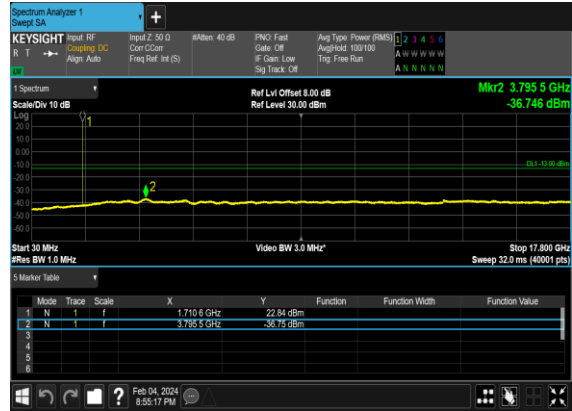 Spectrum Analyzer 1
Swept SA
+
KEYSIGHT
R T
LXI
Input: RF
Coupling: DC
Align: Auto
Input Z: 50 Ω
Corr CCorr
Freq Ref: Int (S)
#Atten: 40 dB
PNO: Fast
Gate: Off
IF Gain: Low
Sig Track: Off
Avg Type: Power (RMS)
Avg|Hold: 100/100
Trig: Free Run
1 2 3 4 5 6
A W W W W W
A N N N N N
1 Spectrum
Scale/Div 10 dB
Ref Lvl Offset 8.00 dB
Ref Level 30.00 dBm
Mkr2 3.795 5 GHz
-36.746 dBm
Log
20.0
10.0
0.00
-10.0
-20.0
-30.0
-40.0
-50.0
-60.0
1
2
DL1 -13.00 dBm
Start 30 MHz
#Res BW 1.0 MHz
Video BW 3.0 MHz*
Stop 17.800 GHz
Sweep 32.0 ms (40001 pts)
5 Marker Table
Mode Trace Scale X Y Function Function Width Function Value
1 N 1 f 1.710 6 GHz 22.84 dBm
2 N 1 f 3.795 5 GHz -36.75 dBm
3
4
5
6
?
Feb 04, 2024
8:55:17 PM